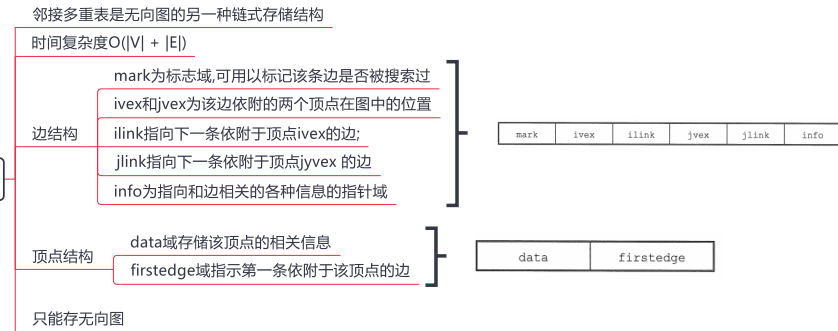 邻接多重表是无向图的另一种链式存储结构
时间复杂度O(|V| + |E|)
边结构
mark为标志域,可用以标记该条边是否被搜索过
ivex和jvex为该边依附的两个顶点在图中的位置
ilink指向下一条依附于顶点ivex的边;
jlink指向下一条依附于顶点jyvex 的边
info为指向和边相关的各种信息的指针域
mark ivex ilink jvex jlink info
顶点结构
data域存储该顶点的相关信息
firstedge域指示第一条依附于该顶点的边
data firstedge
只能存无向图